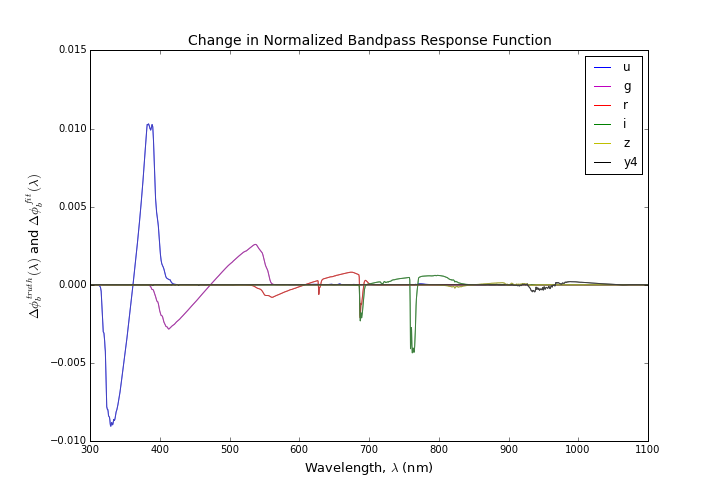 Change in Normalized Bandpass Response Function
Δϕ_b^{truth}(λ) and Δϕ_b^{fit}(λ)
0.015
0.010
0.005
0.000
−0.005
−0.010
300 400 500 600 700 800 900 1000 1100
Wavelength, λ (nm)
u
g
r
i
z
y4